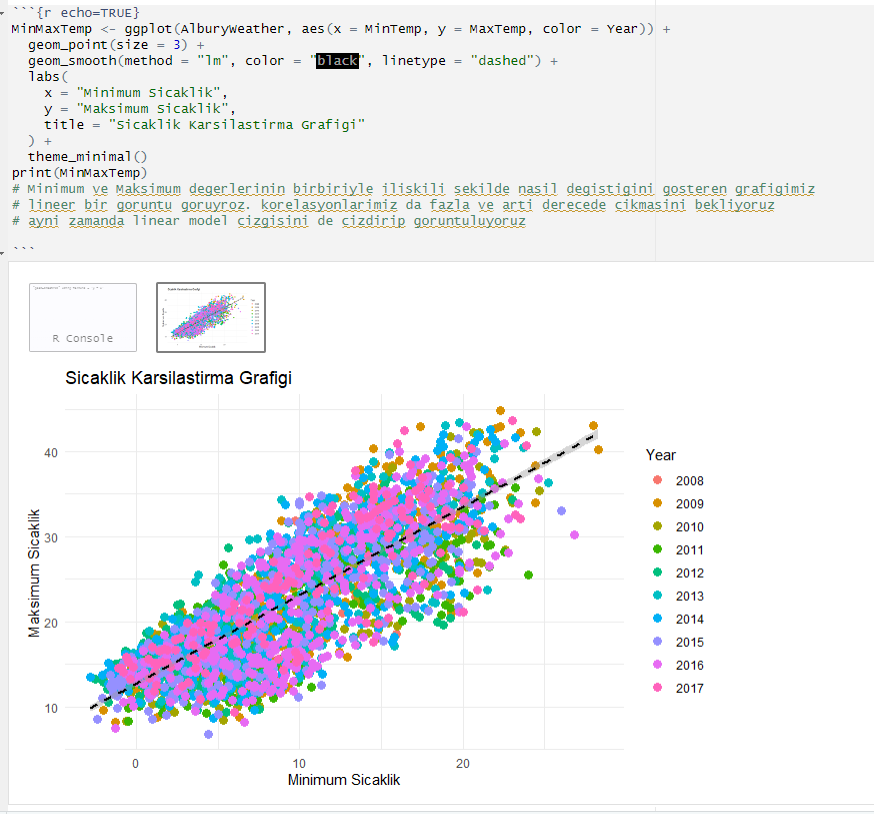 ```{r echo=TRUE}
MinMaxTemp <- ggplot(AlburyWeather, aes(x = MinTemp, y = MaxTemp, color = Year)) +
  geom_point(size = 3) +
  geom_smooth(method = "lm", color = "black", linetype = "dashed") +
  labs(
    x = "Minimum Sicaklik",
    y = "Maksimum Sicaklik",
    title = "Sicaklik Karsilastirma Grafigi"
  ) +
  theme_minimal()
print(MinMaxTemp)
# Minimum ve Maksimum degerlerinin birbiriyle iliskili sekilde nasil degistigini gosteren grafigimiz
# lineer bir goruntu goruyroz. korelasyonlarimiz da fazla ve arti derecede cikmasini bekliyoruz
# ayni zamanda linear model cizgisini de cizdirip goruntuluyoruz
```
R Console
Sicaklik Karsilastirma Grafigi
Maksimum Sicaklik
40
30
20
10
0
10
20
Minimum Sicaklik
Year
2008
2009
2010
2011
2012
2013
2014
2015
2016
2017